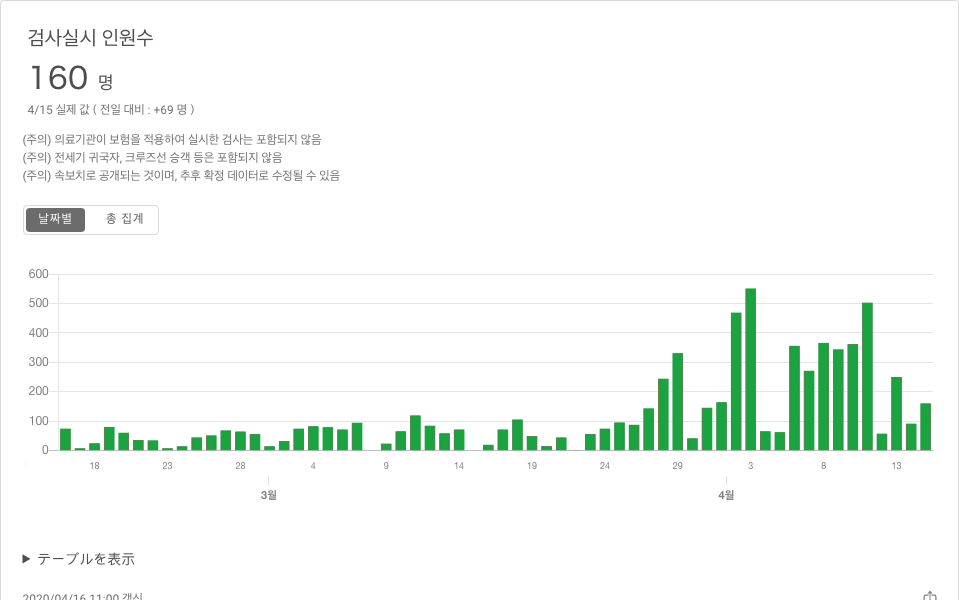 검사실시 인원수
160 명
4/15 실제 값 ( 전일 대비 : +69 명 )
(주의) 의료기관이 보험을 적용하여 실시한 검사는 포함되지 않음
(주의) 전세기 귀국자, 크루즈선 승객 등은 포함되지 않음
(주의) 속보치로 공개되는 것이며, 추후 확정 데이터로 수정될 수 있음
날짜별 총 집계
600
500
400
300
200
100
0
18 23 28 4 9 14 19 24 29 3 8 13
3월 4월
▶ テーブルを表示
2020/04/16 11:00 갱신